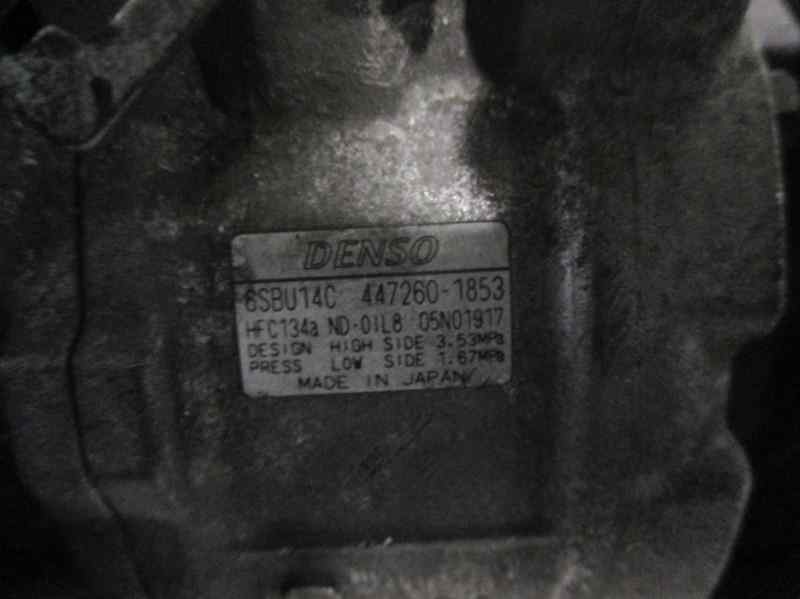 DENSO
6SBU14C 447260-1853
HFC134a ND-OIL8 05N01917
DESIGN HIGH SIDE 3.53MPa
PRESS LOW SIDE 1.67MPa
MADE IN JAPAN